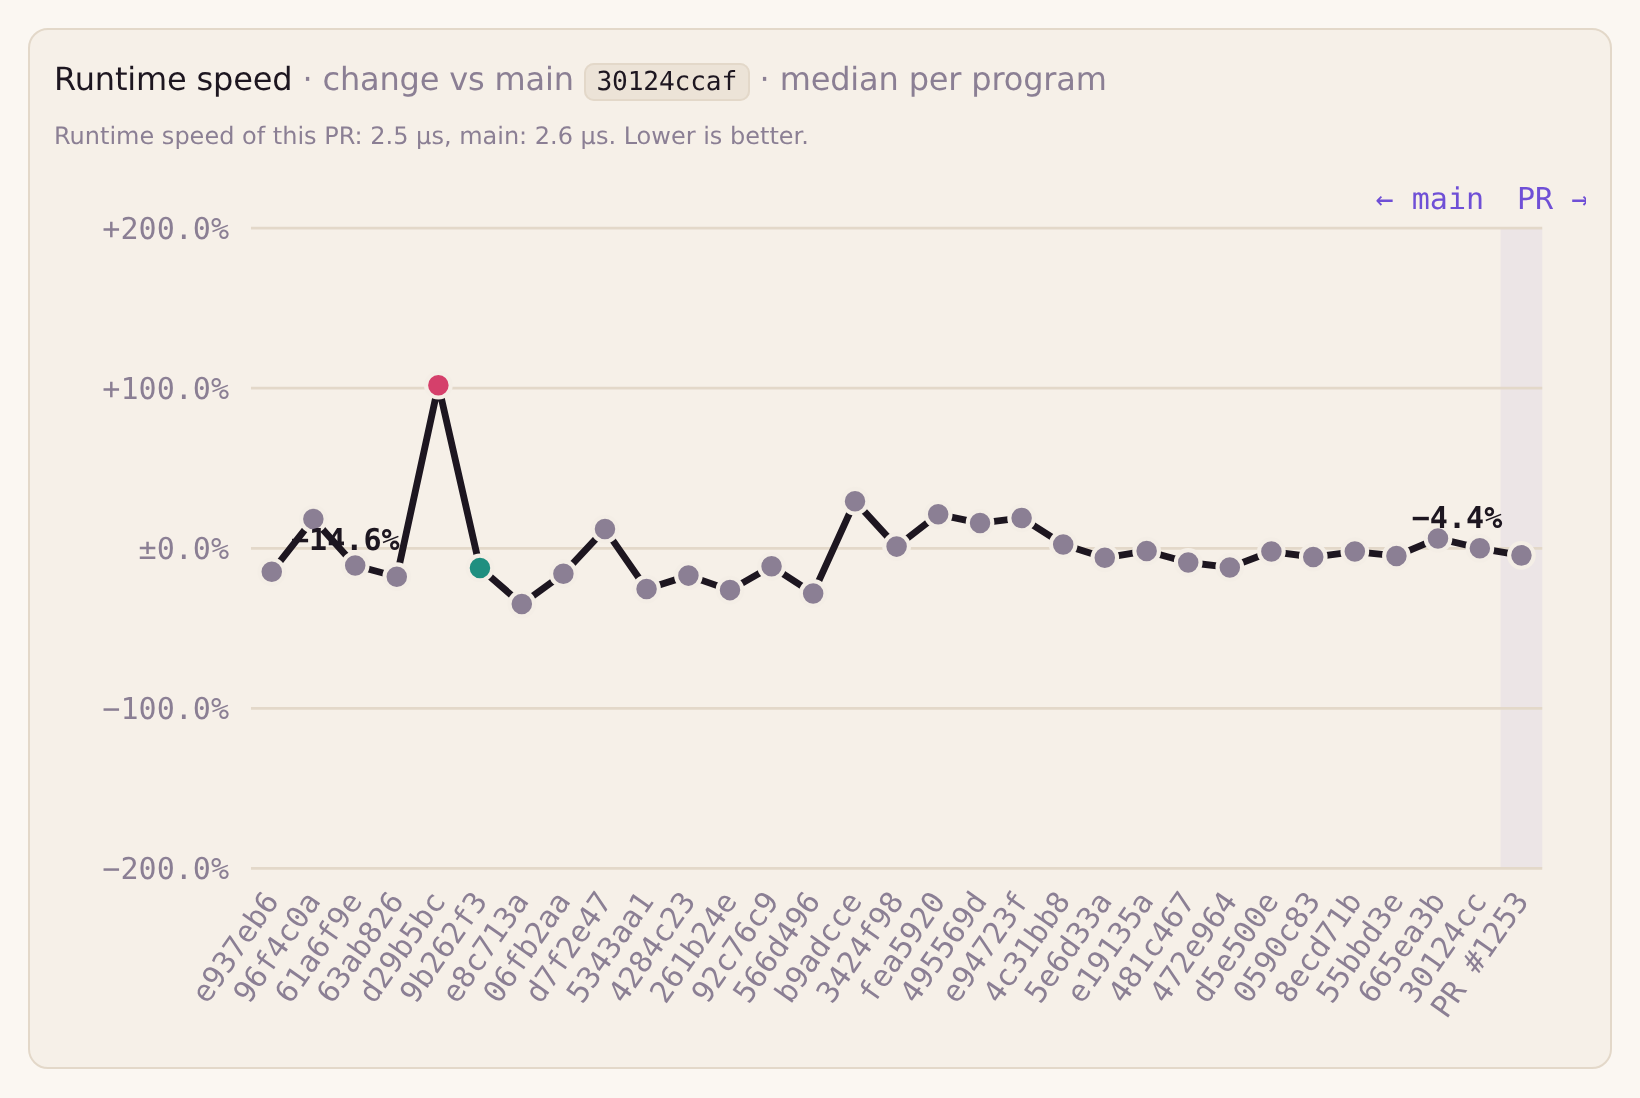 Runtime speed · change vs main 30124ccaf · median per program
Runtime speed of this PR: 2.5 µs, main: 2.6 µs. Lower is better.
← main PR →
+200.0%
+100.0%
±0.0%
−100.0%
−200.0%
−14.6%
−4.4%
e937eb6
96f4c0a
61a6f9e
63ab826
d29b5bc
9b262f3
e8c713a
06fb2aa
d7f2e47
5343aa1
4284c23
261b24e
92c76c9
566d496
b9adcce
3424f98
fea5920
495569d
e94723f
4c31bb8
5e6d33a
e19135a
481c467
472e964
d5e500e
0590c83
8ecd71b
55bbd3e
665ea3b
30124cc
PR #1253